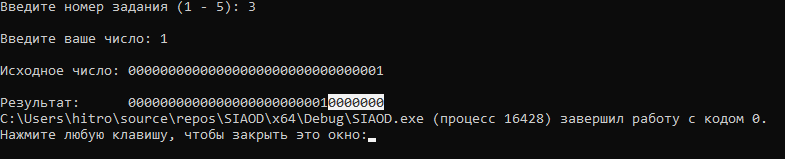 Введите номер задания (1 - 5): 3
Введите ваше число: 1
Исходное число: 00000000000000000000000000000001
Результат:      00000000000000000000000010000000
C:\Users\hitro\source\repos\SIAOD\x64\Debug\SIAOD.exe (процесс 16428) завершил работу с кодом 0.
Нажмите любую клавишу, чтобы закрыть это окно: